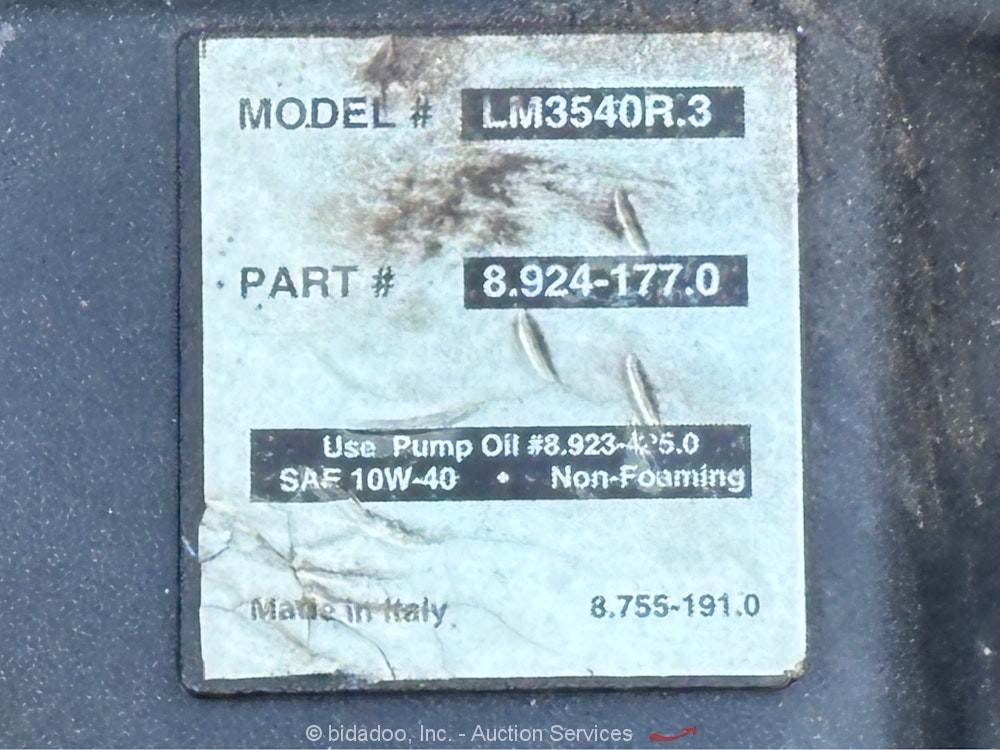 MODEL # LM3540R.3
PART # 8.924-177.0
Use Pump Oil
SAE 10W-40 • Non-Foaming
Made in Italy 8.755-191.0
© bidadoo, Inc. - Auction Services